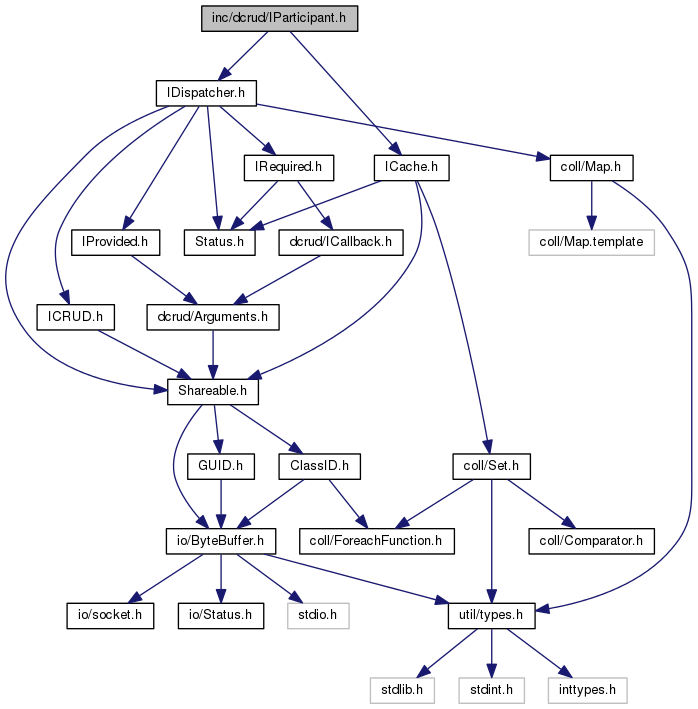 inc/dcrud/IParticipant.h
IDispatcher.h
IRequired.h
ICache.h
coll/Map.h
IProvided.h
Status.h
dcrud/ICallback.h
coll/Map.template
ICRUD.h
dcrud/Arguments.h
Shareable.h
GUID.h
ClassID.h
coll/Set.h
io/ByteBuffer.h
coll/ForeachFunction.h
coll/Comparator.h
io/socket.h
io/Status.h
stdio.h
util/types.h
stdlib.h
stdint.h
inttypes.h